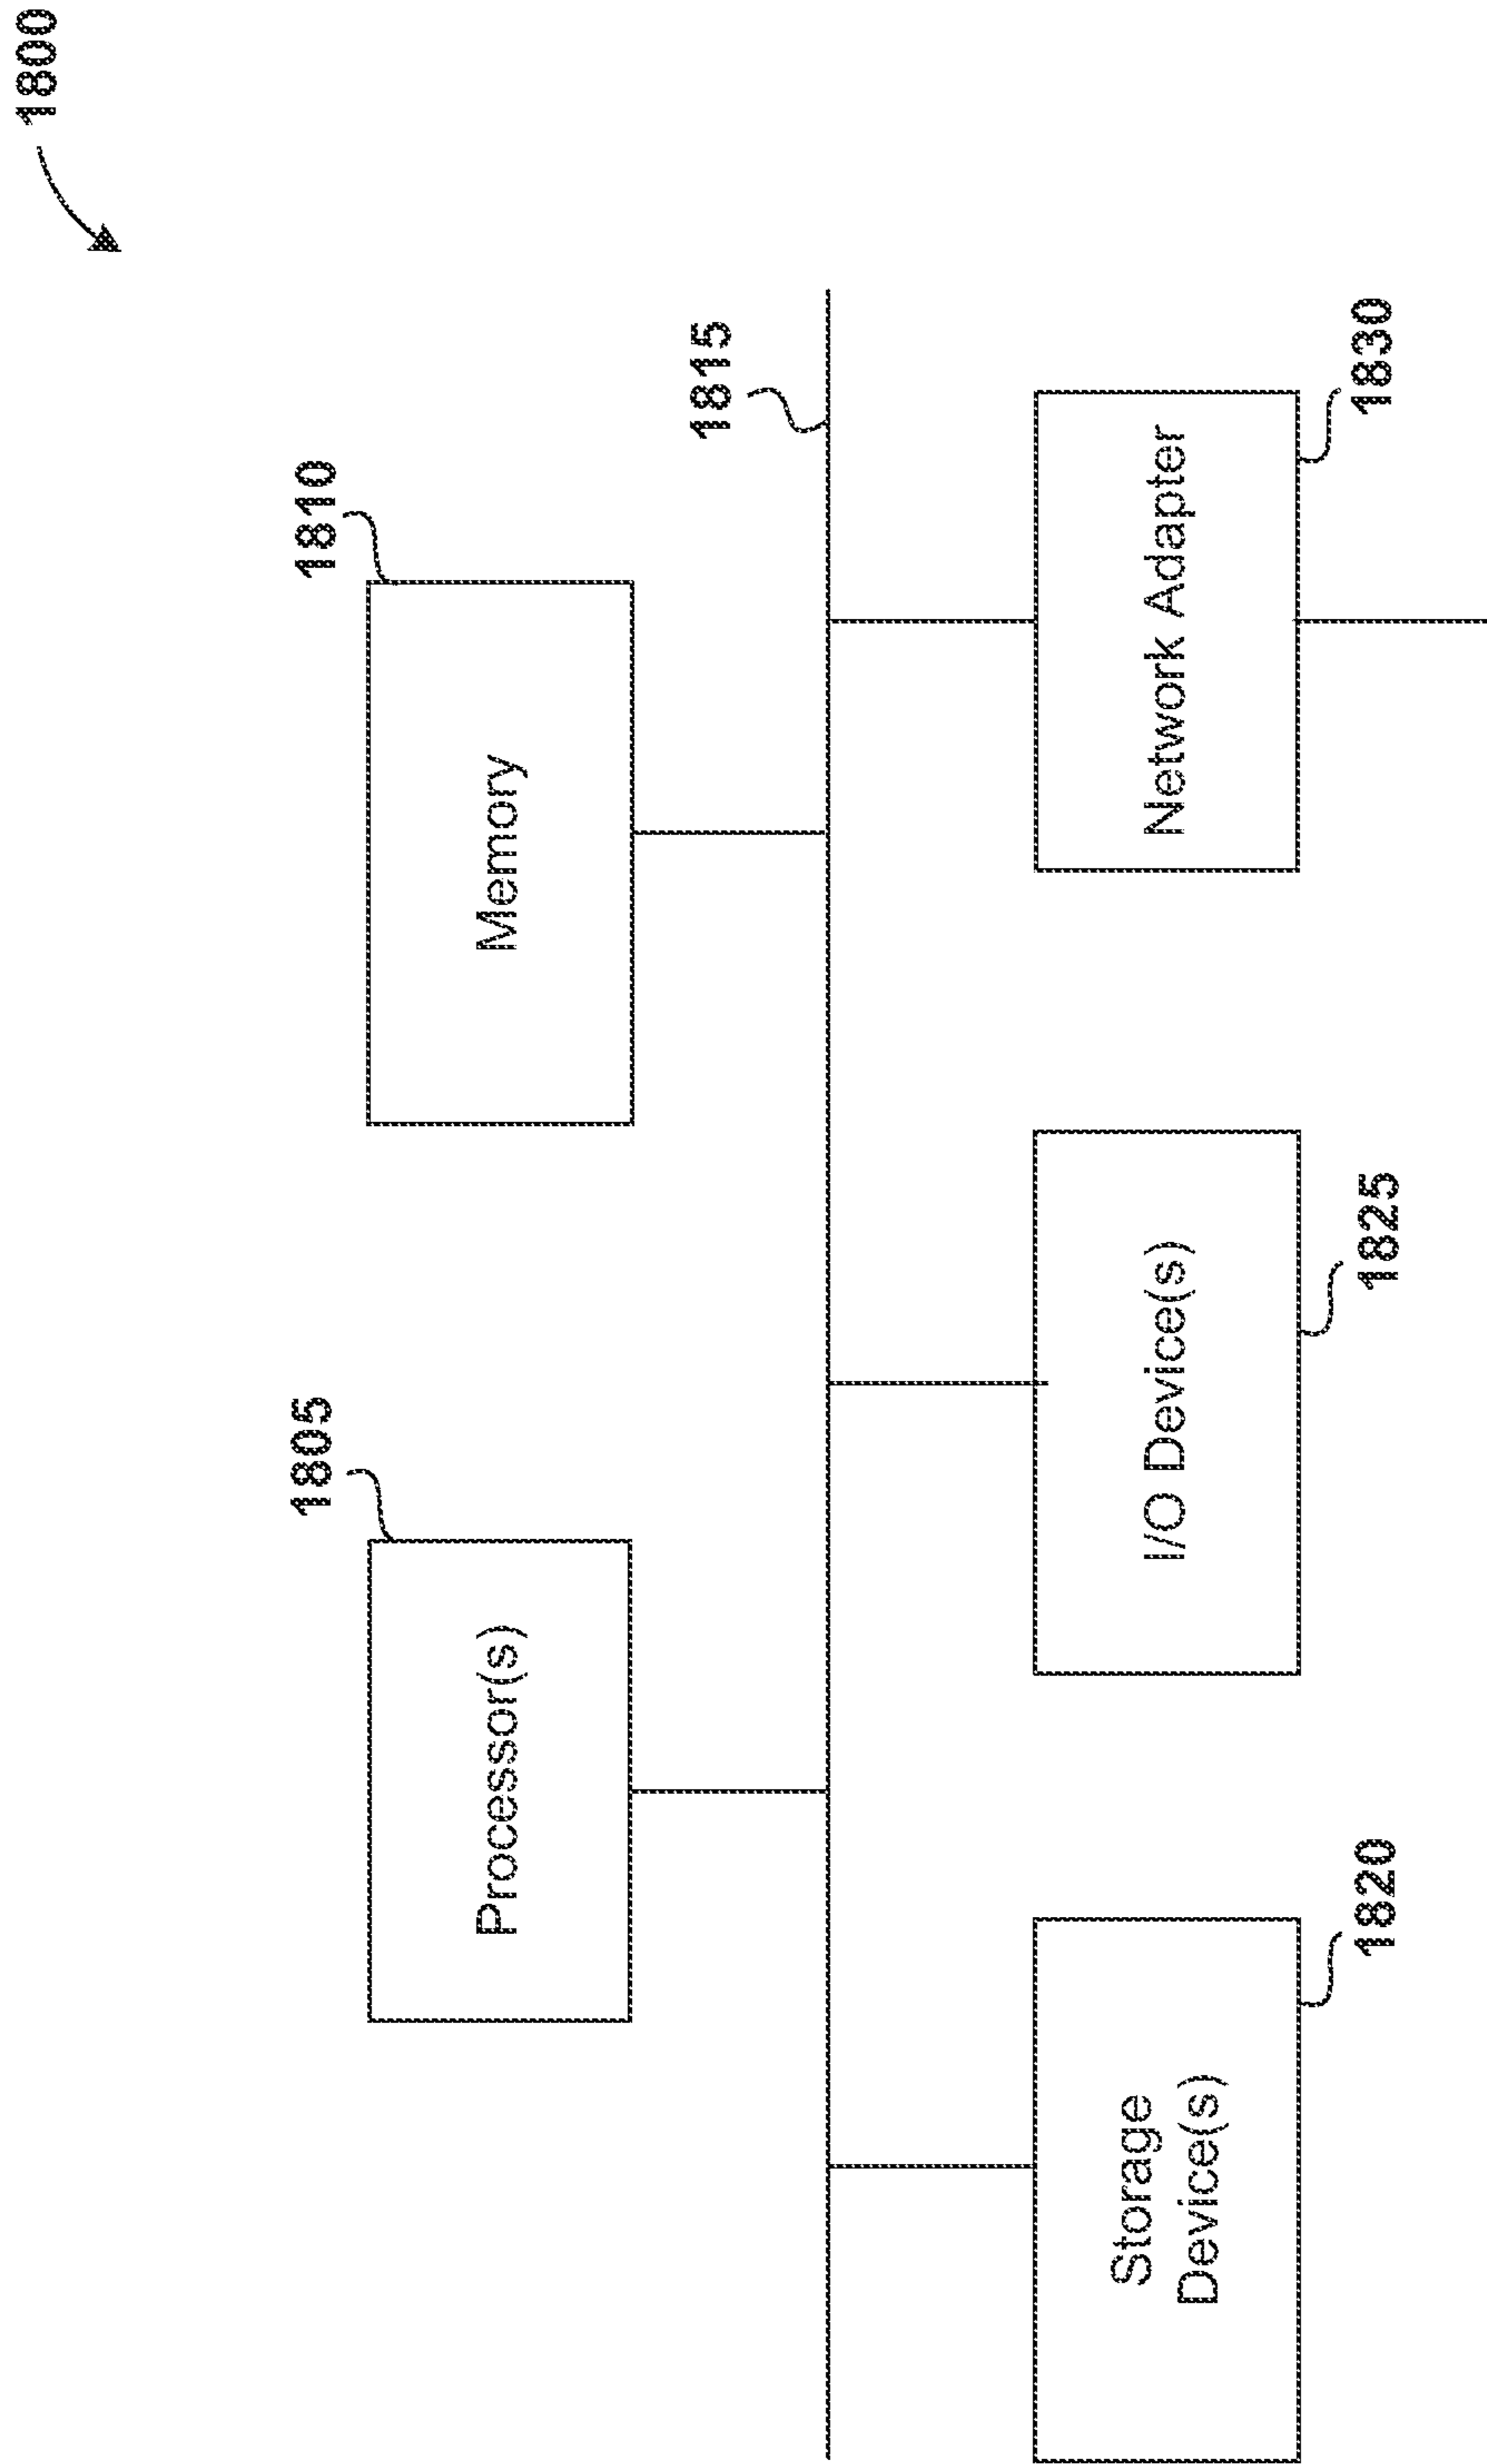 1800
1805
1810
Processor(s)
Memory
1815
Storage
Device(s)
I/O Device(s)
Network Adapter
1820
1825
1830